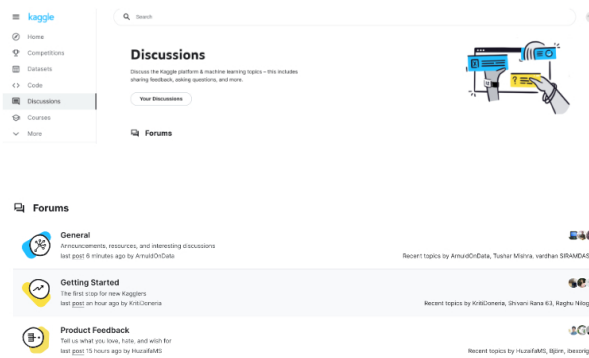 kaggle
Search
Home
Competitions
Datasets
Code
Discussions
Courses
More
Discussions
Discuss the Kaggle platform & machine learning topics – this includes
sharing feedback, asking questions, and more.
Your Discussions
Forums
Forums
General
Announcements, resources, and interesting discussions
last post 6 minutes ago by ArnuldOnData
Recent topics by ArnuldOnData, Tushar Mishra, vardhan SIRAMDAS
Getting Started
The first stop for new Kagglers
last post an hour ago by KritiDoneria
Recent topics by KritiDoneria, Shivani Rana 63, Raghu Nilog
Product Feedback
Tell us what you love, hate, and wish for
last post 15 hours ago by HuzaifaMS
Recent topics by HuzaifaMS, Björn,